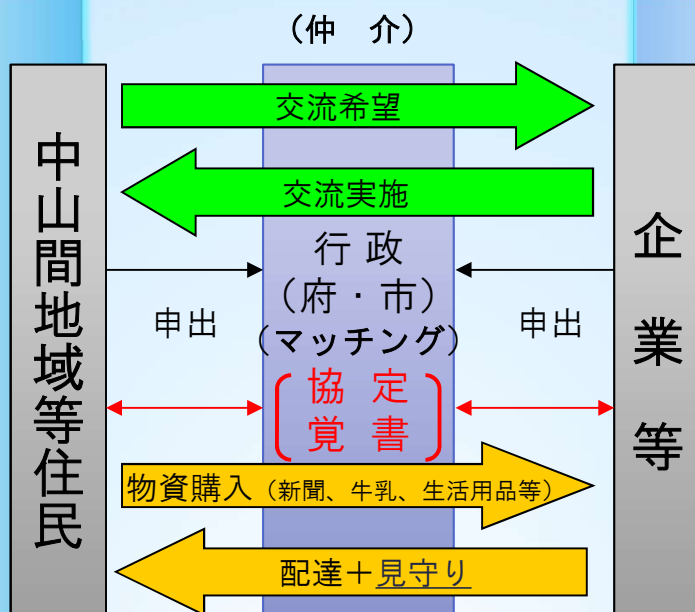 (仲 介)
中山間地域等住民
交流希望
交流実施
行政
(府・市)
(マッチング)
申出
申出
協定
覚書
物資購入(新聞、牛乳、生活用品等)
配達+見守り
企業等